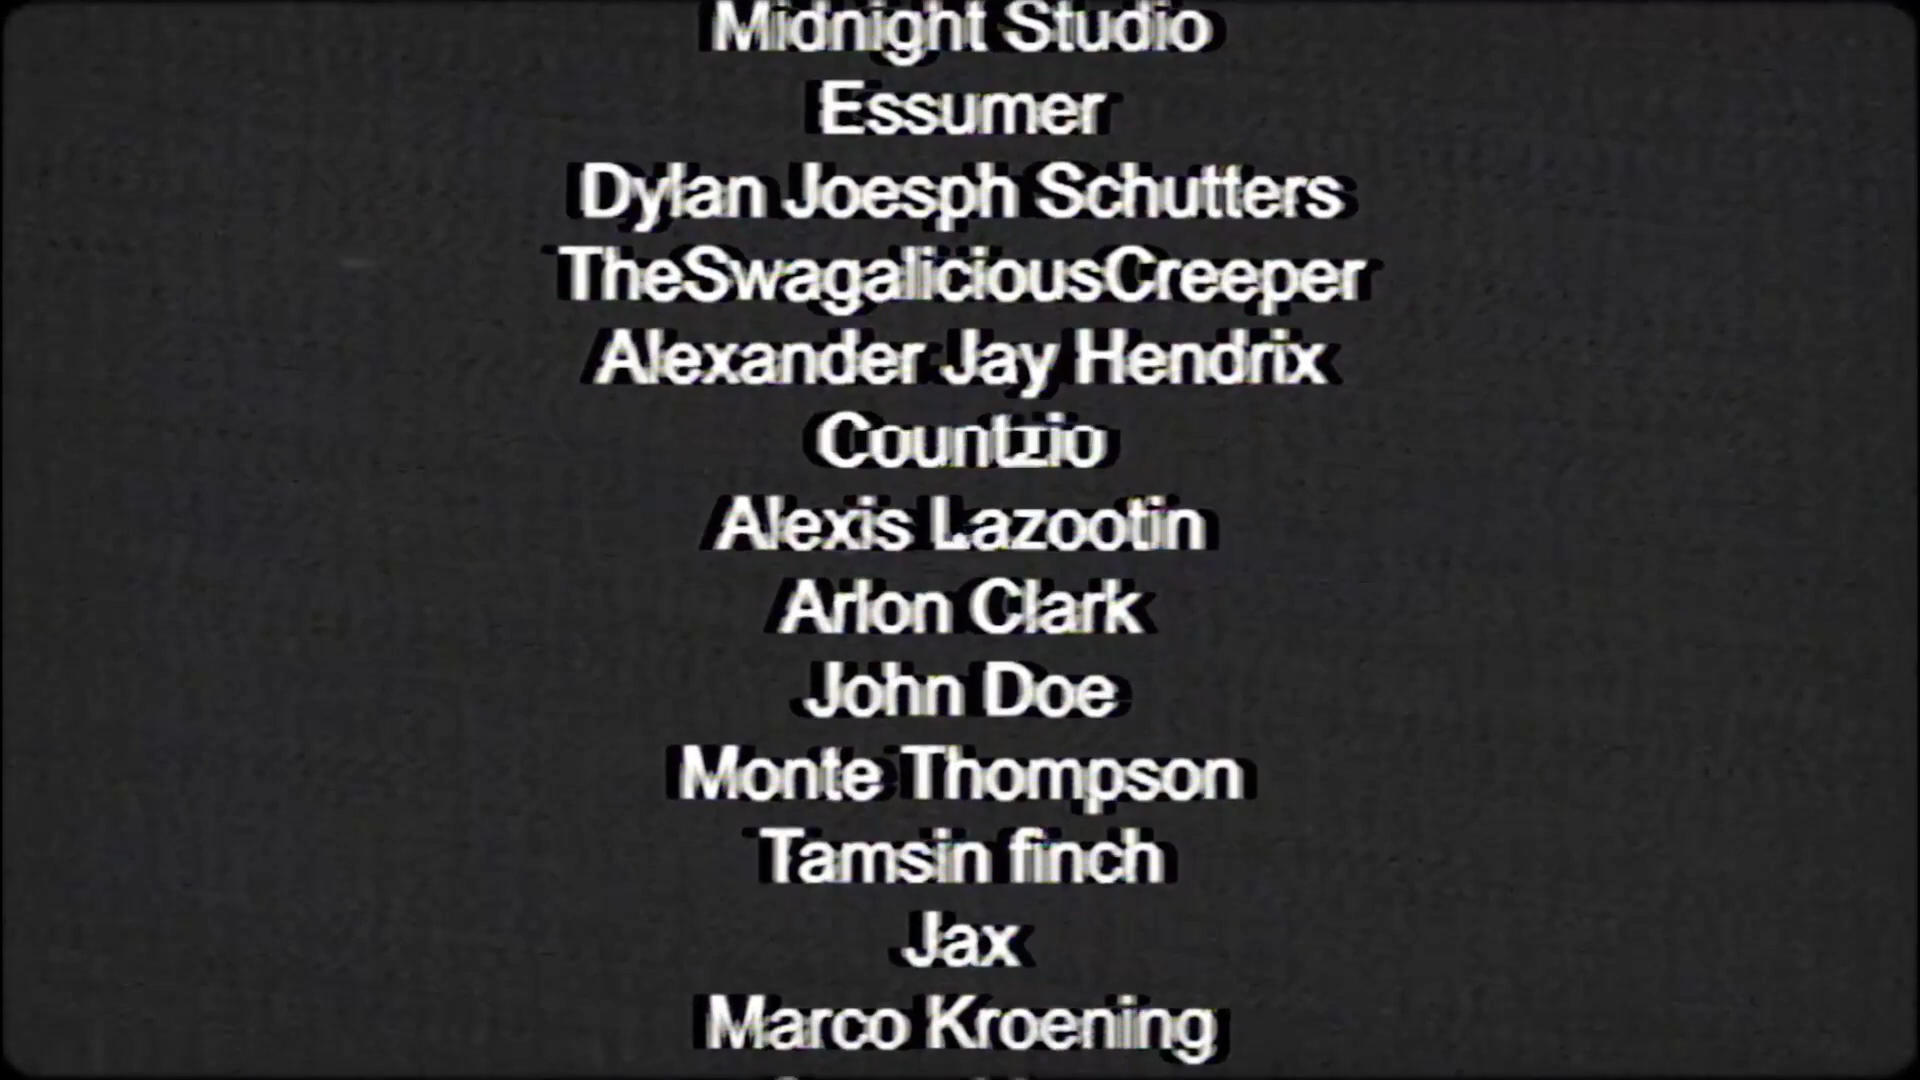 Midnight Studio
Essumer
Dylan Joesph Schutters
TheSwagaliciousCreeper
Alexander Jay Hendrix
Countzio
Alexis Lazootin
Arlon Clark
John Doe
Monte Thompson
Tamsin finch
Jax
Marco Kroening